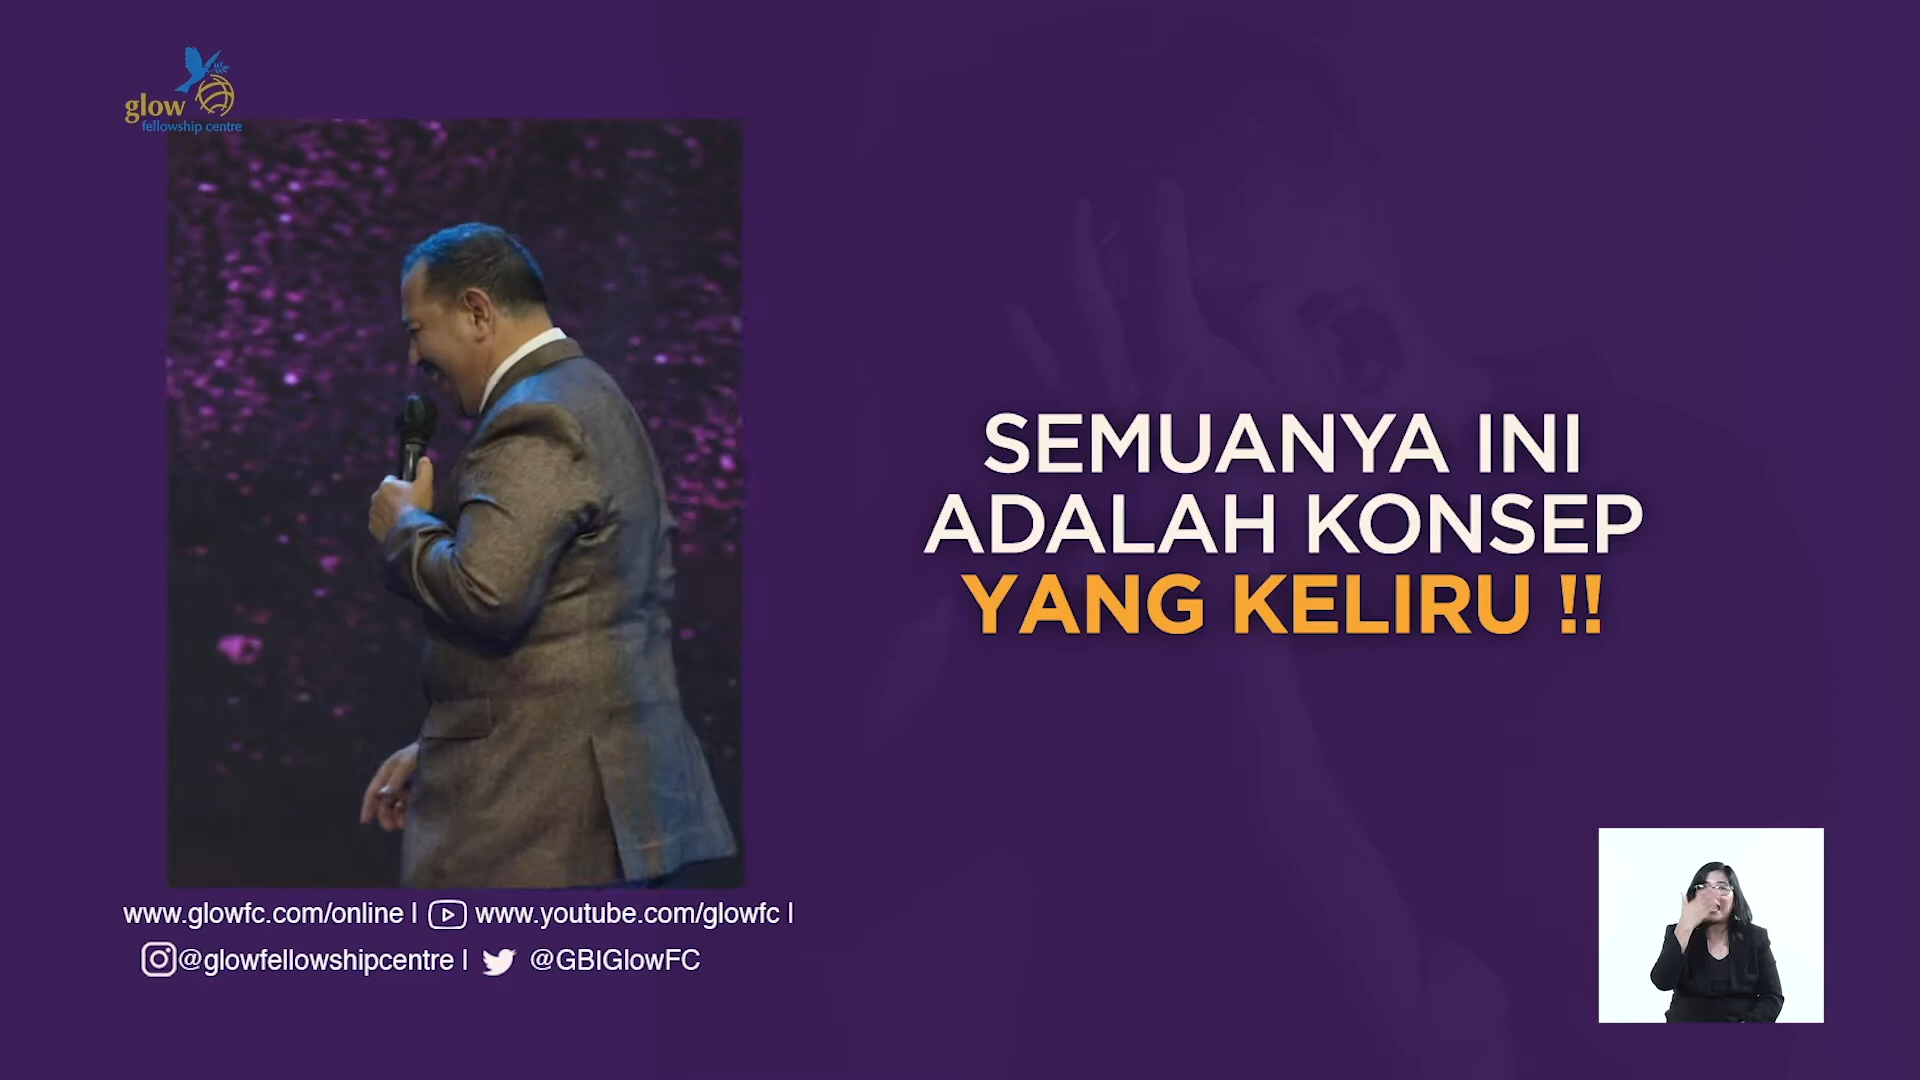 glow
fellowship centre
SEMUANYA INI
ADALAH KONSEP
YANG KELIRU !!
www.glowfc.com/online | www.youtube.com/glowfc |
@glowfellowshipcentre | @GBIGlowFC